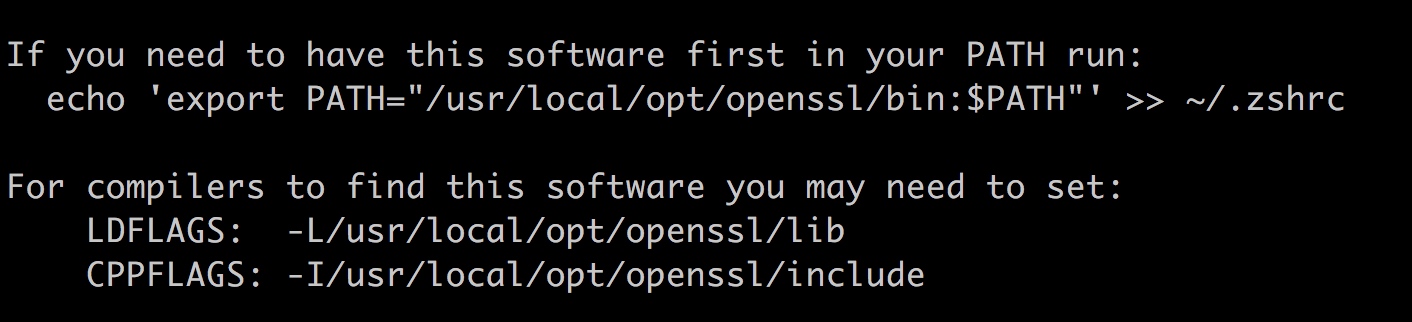 If you need to have this software first in your PATH run:
  echo 'export PATH="/usr/local/opt/openssl/bin:$PATH"' >> ~/.zshrc

For compilers to find this software you may need to set:
    LDFLAGS:  -L/usr/local/opt/openssl/lib
    CPPFLAGS: -I/usr/local/opt/openssl/include